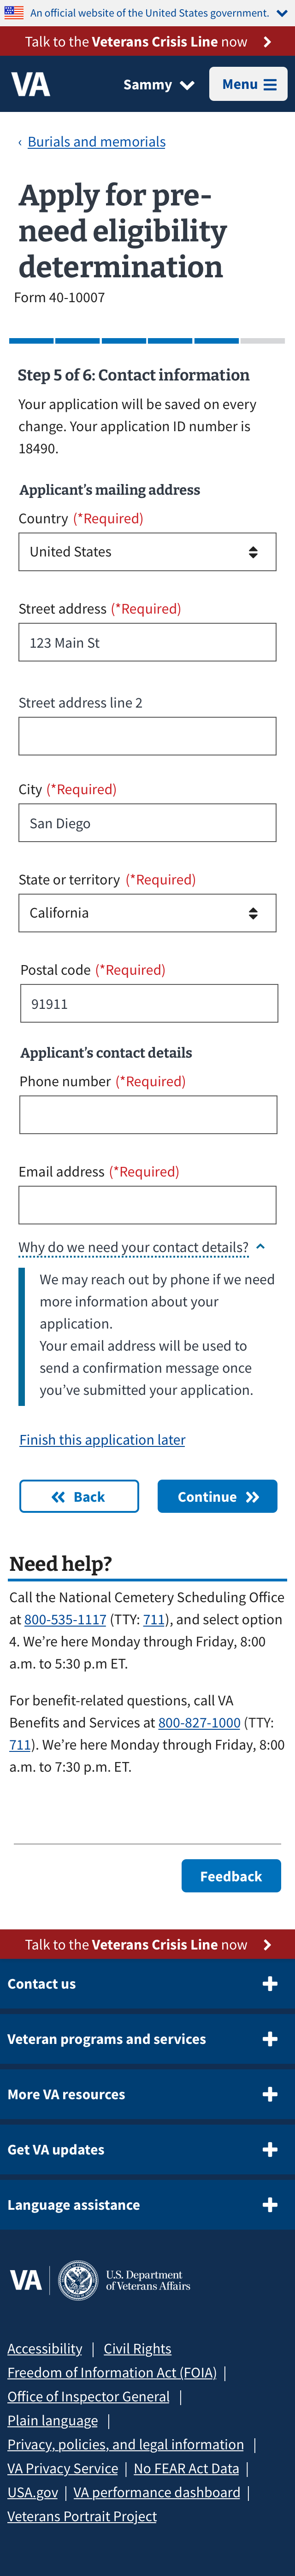 An official website of the United States government.
Talk to the Veterans Crisis Line now
VA
Sammy
Menu
‹ Burials and memorials
Apply for pre-
need eligibility
determination
Form 40-10007
Step 5 of 6: Contact information
Your application will be saved on every
change. Your application ID number is
18490.
Applicant’s mailing address
Country (*Required)
United States
Street address (*Required)
123 Main St
Street address line 2
City (*Required)
San Diego
State or territory (*Required)
California
Postal code (*Required)
91911
Applicant’s contact details
Phone number (*Required)
Email address (*Required)
Why do we need your contact details?
We may reach out by phone if we need
more information about your
application.
Your email address will be used to
send a confirmation message once
you’ve submitted your application.
Finish this application later
Back
Continue
Need help?
Call the National Cemetery Scheduling Office
at 800-535-1117 (TTY: 711), and select option
4. We’re here Monday through Friday, 8:00
a.m. to 5:30 p.m ET.
For benefit-related questions, call VA
Benefits and Services at 800-827-1000 (TTY:
711). We’re here Monday through Friday, 8:00
a.m. to 7:30 p.m. ET.
Feedback
Talk to the Veterans Crisis Line now
Contact us
Veteran programs and services
More VA resources
Get VA updates
Language assistance
VA | U.S. Department
of Veterans Affairs
Accessibility | Civil Rights
Freedom of Information Act (FOIA) |
Office of Inspector General |
Plain language |
Privacy, policies, and legal information |
VA Privacy Service | No FEAR Act Data |
USA.gov | VA performance dashboard |
Veterans Portrait Project